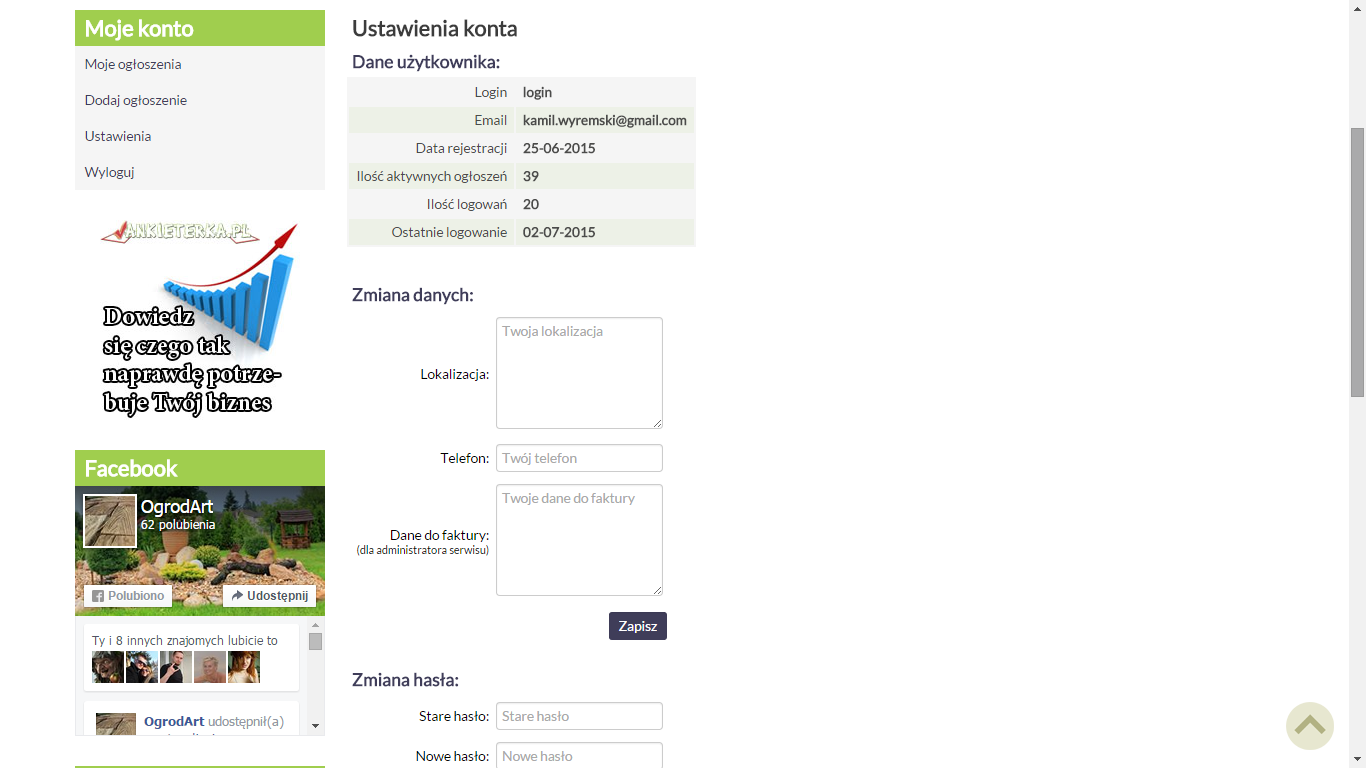 Moje konto
Moje ogłoszenia
Dodaj ogłoszenie
Ustawienia
Wyloguj
ANKIETERKA.PL
Dowiedz
się czego tak
naprawdę potrze-
buje Twój biznes
Facebook
OgrodArt
62 polubienia
Polubiono
Udostępnij
Ty i 8 innych znajomych lubicie to
OgrodArt udostępnił(a)
Ustawienia konta
Dane użytkownika:
Login login
Email kamil.wyremski@gmail.com
Data rejestracji 25-06-2015
Ilość aktywnych ogłoszeń 39
Ilość logowań 20
Ostatnie logowanie 02-07-2015
Zmiana danych:
Lokalizacja: Twoja lokalizacja
Telefon: Twój telefon
Dane do faktury: Twoje dane do faktury
(dla administratora serwisu)
Zapisz
Zmiana hasła:
Stare hasło: Stare hasło
Nowe hasło: Nowe hasło